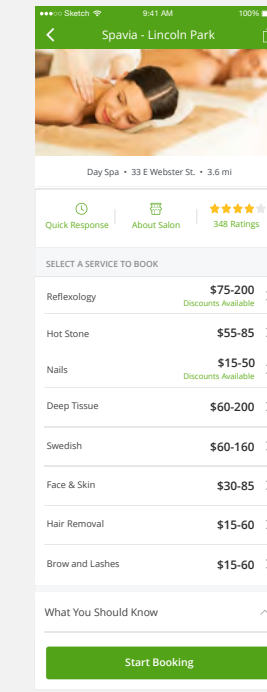 Sketch 9:41 AM 100%
Spavia - Lincoln Park
Day Spa • 33 E Webster St. • 3.6 mi
Quick Response About Salon 348 Ratings
SELECT A SERVICE TO BOOK
Reflexology $75-200
Discounts Available
Hot Stone $55-85
Nails $15-50
Discounts Available
Deep Tissue $60-200
Swedish $60-160
Face & Skin $30-85
Hair Removal $15-60
Brow and Lashes $15-60
What You Should Know
Start Booking